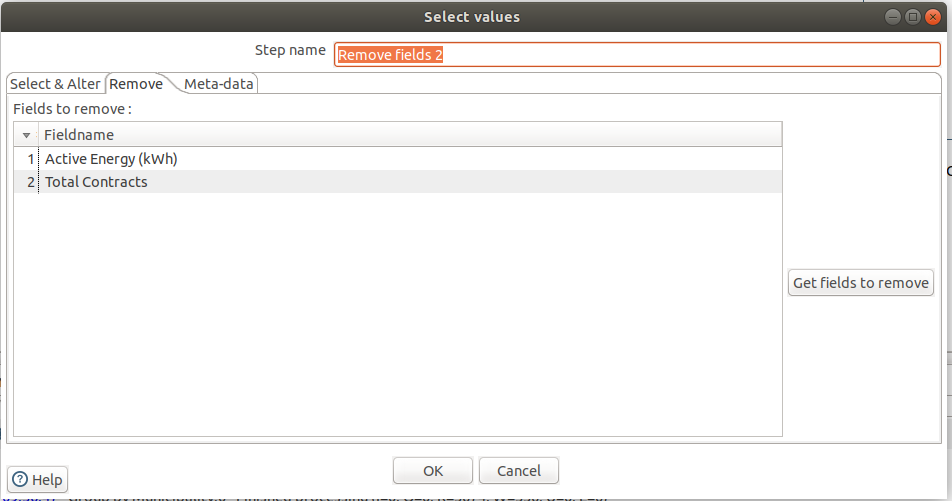 Select values
Step name Remove fields 2
Select & Alter Remove Meta-data
Fields to remove :
Fieldname
1 Active Energy (kWh)
2 Total Contracts
Get fields to remove
OK Cancel
Help